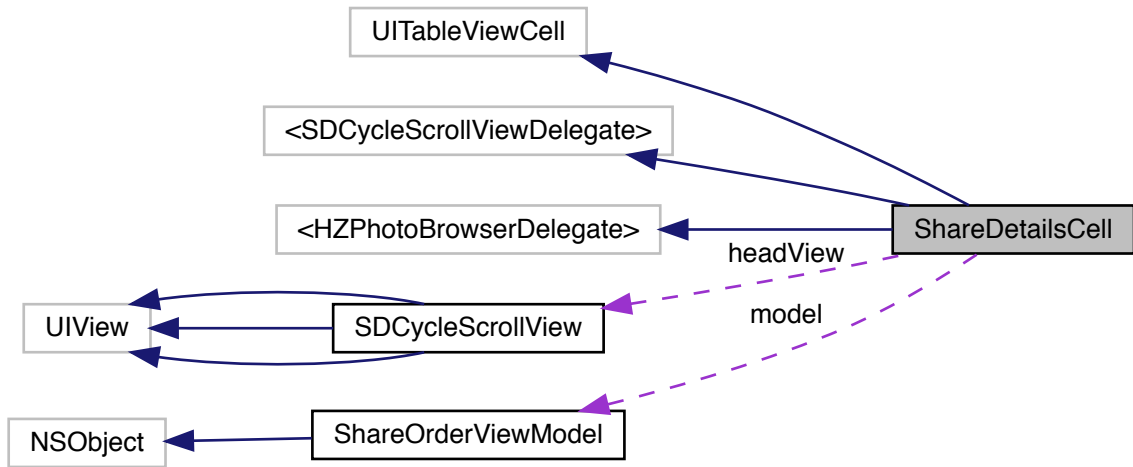 UITableViewCell
<SDCycleScrollViewDelegate>
<HZPhotoBrowserDelegate>
ShareDetailsCell
headView
UIView
SDCycleScrollView
model
NSObject
ShareOrderViewModel